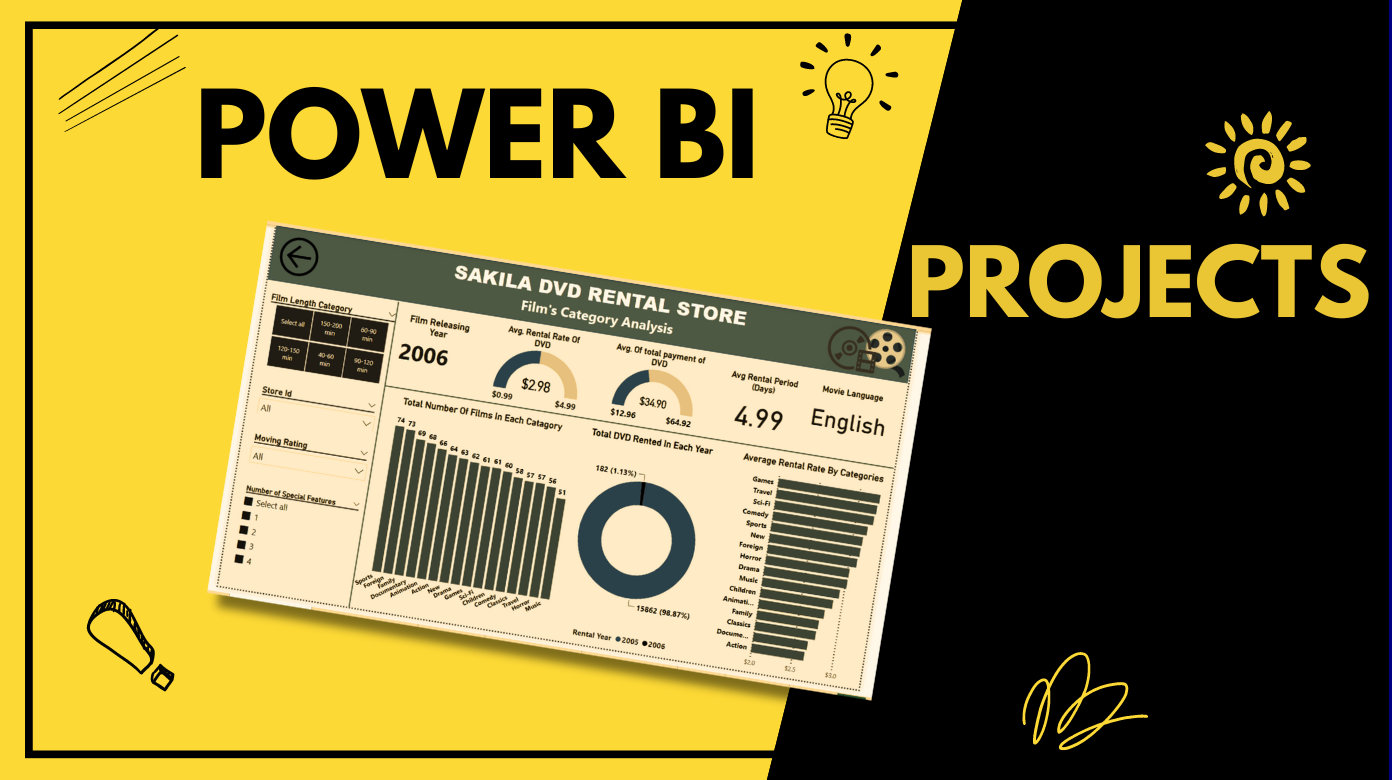 POWER BI
PROJECTS
SAKILA DVD RENTAL STORE
Film's Category Analysis
Film Length Category
Select all
150-200
min
60-90
min
120-150
min
40-60
min
90-120
min
Store Id
All
Moving Rating
All
Number of Special Features
Select all
1
2
3
4
Film Releasing
Year
2006
Avg. Rental Rate Of
DVD
$2.98
$0.99
$4.99
Avg. Of total payment of
DVD
$34.90
$12.96
$64.92
Avg Rental Period
(Days)
4.99
Movie Language
English
Total Number Of Films In Each Catagory
74 73 69 68 66 64 63 62 61 61 60 58 57 57 56 51
Sports
Foreign
Family
Documentary
Animation
Action
New
Drama
Games
Sci-Fi
Children
Comedy
Classics
Travel
Horror
Music
Total DVD Rented In Each Year
182 (1.13%)
15862 (98.87%)
Rental Year 2005 2006
Average Rental Rate By Categories
Games
Travel
Sci-Fi
Comedy
Sports
New
Foreign
Horror
Drama
Music
Children
Animati...
Family
Classics
Docume...
Action
$2.0 $2.5 $3.0